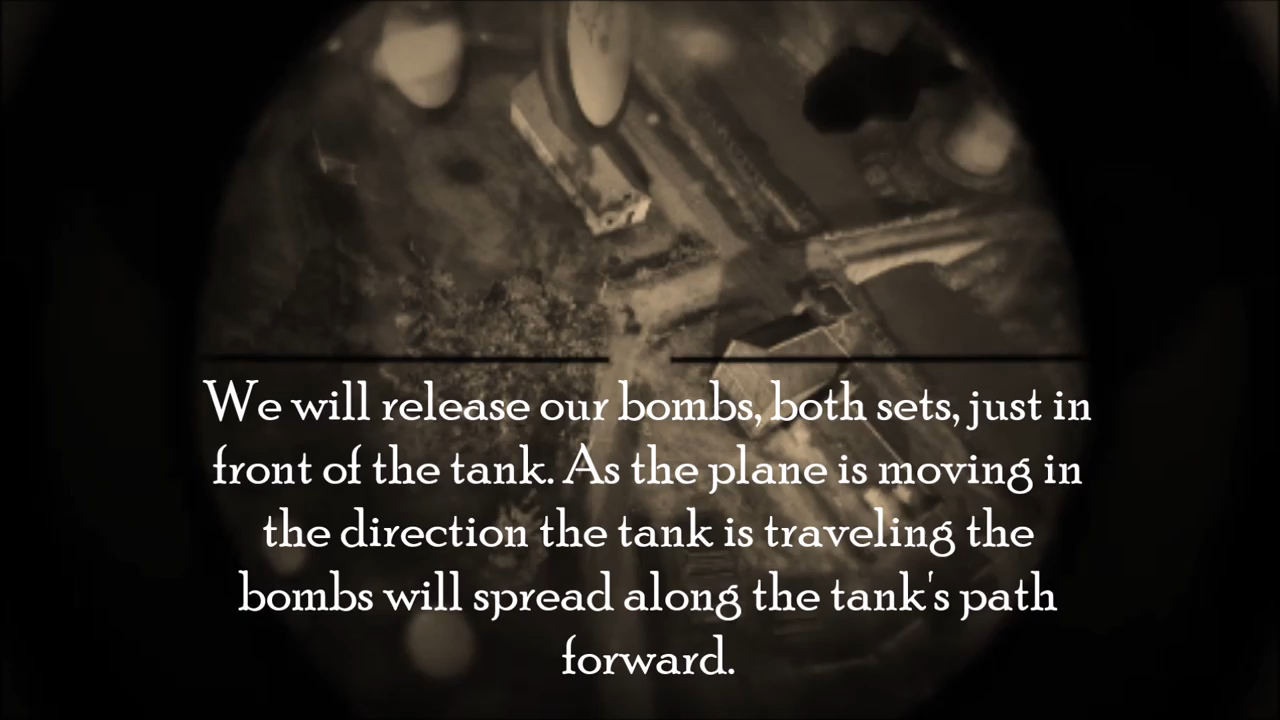 We will release our bombs, both sets, just in
front of the tank. As the plane is moving in
the direction the tank is traveling the
bombs will spread along the tank's path
forward.